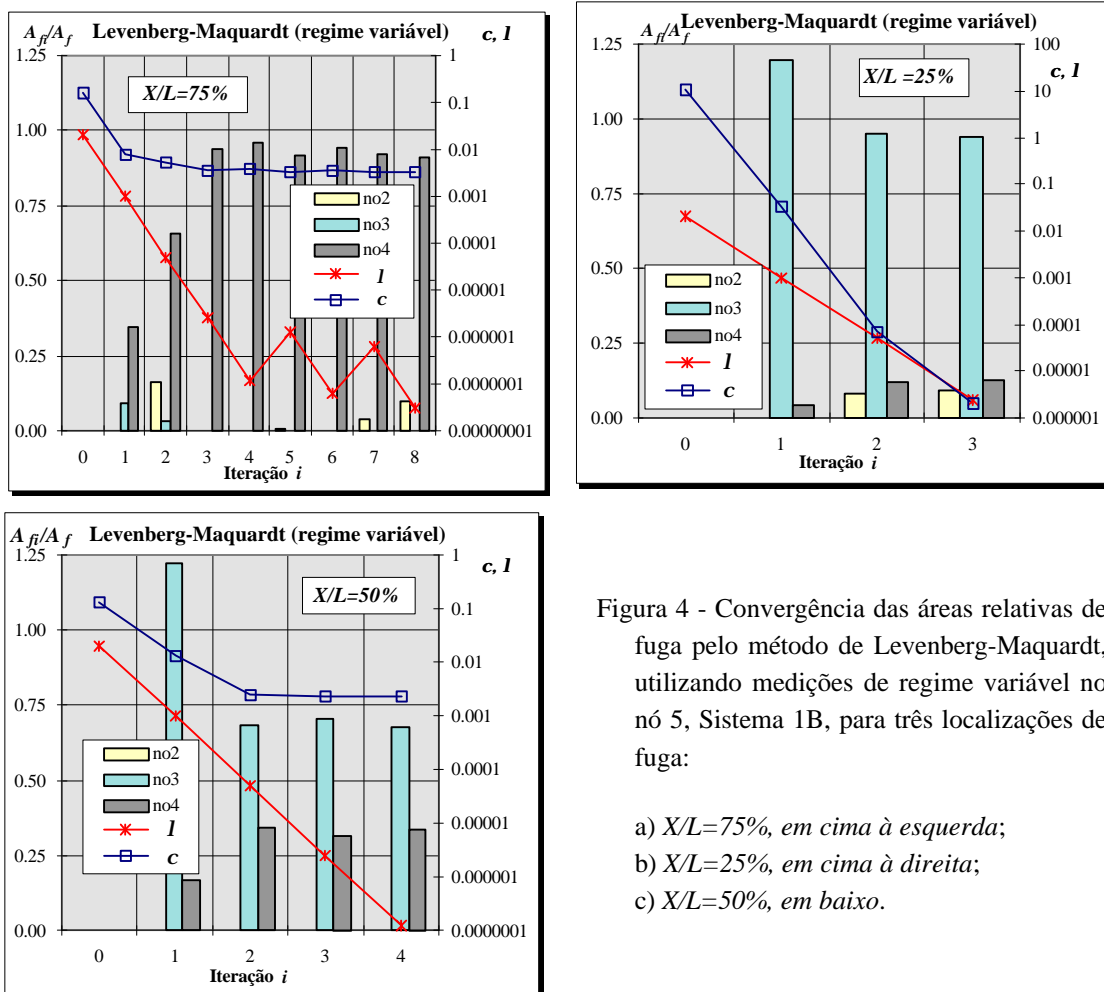 A_fi/A_f Levenberg-Maquardt (regime variável) c, l
1.25
1.00
0.75
0.50
0.25
0.00
X/L=75%
1
0.1
0.01
0.001
0.0001
0.00001
0.000001
0.0000001
0.00000001
no2
no3
no4
l
c
0 1 2 3 4 5 6 7 8
Iteração i
A_fi/A_f Levenberg-Maquardt (regime variável)
c, l
1.25
1.00
0.75
0.50
0.25
0.00
X/L =25%
100
10
1
0.1
0.01
0.001
0.0001
0.00001
0.000001
no2
no3
no4
l
c
0 1 2 3
Iteração i
A_fi/A_f Levenberg-Maquardt (regime variável)
c, l
1.25
1.00
0.75
0.50
0.25
0.00
X/L=50%
1
0.1
0.01
0.001
0.0001
0.00001
0.000001
0.0000001
no2
no3
no4
l
c
0 1 2 3 4
Iteração i
Figura 4 - Convergência das áreas relativas de
fuga pelo método de Levenberg-Maquardt,
utilizando medições de regime variável no
nó 5, Sistema 1B, para três localizações de
fuga:
a) X/L=75%, em cima à esquerda;
b) X/L=25%, em cima à direita;
c) X/L=50%, em baixo.